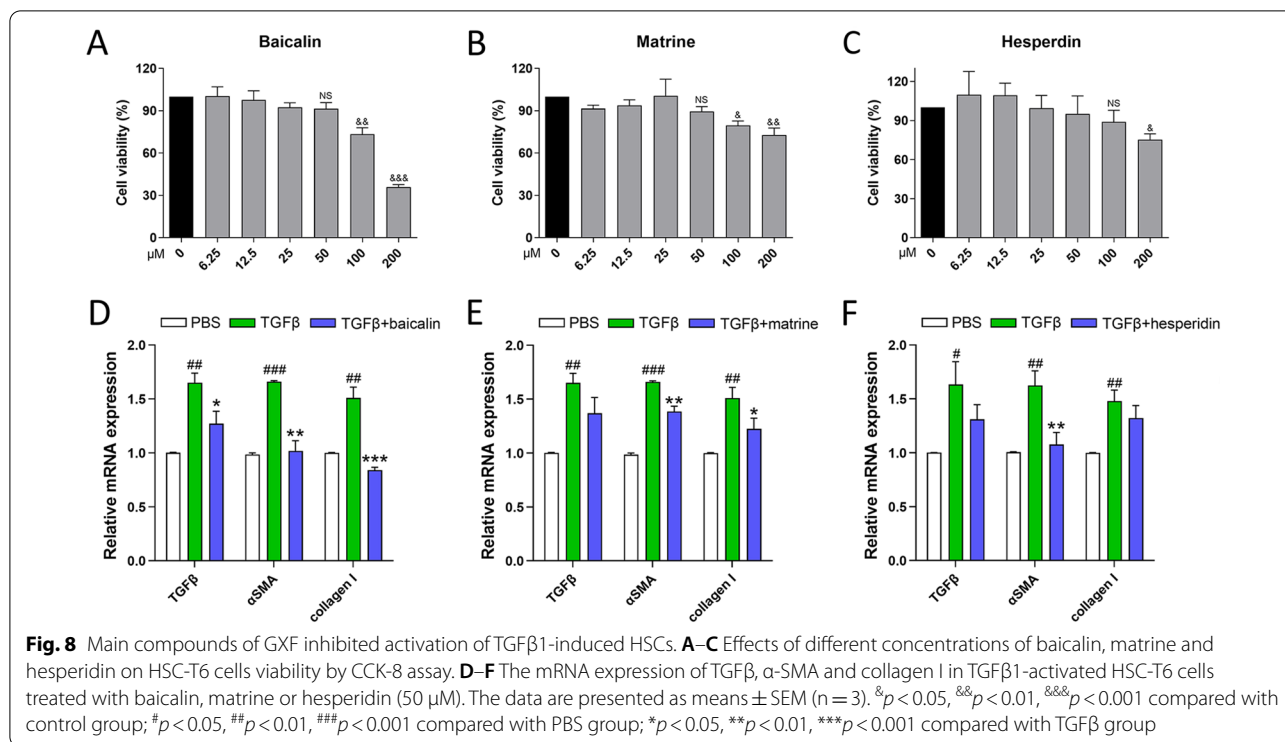 A
Baicalin
Cell viability (%)
120
90
60
30
0
NS
&&
&&&
µM
0
6.25
12.5
25
50
100
200
B
Matrine
Cell viability (%)
120
90
60
30
0
NS
&
&&
µM
0
6.25
12.5
25
50
100
200
C
Hesperdin
Cell viability (%)
120
90
60
30
0
NS
&
µM
0
6.25
12.5
25
50
100
200
D
PBS TGFβ TGFβ+baicalin
Relative mRNA expression
2.0
1.5
1.0
0.5
0.0
##
*
###
**
##
***
TGFβ
αSMA
collagen I
E
PBS TGFβ TGFβ+matrine
Relative mRNA expression
2.0
1.5
1.0
0.5
0.0
##
###
**
##
*
TGFβ
αSMA
collagen I
F
PBS TGFβ TGFβ+hesperidin
Relative mRNA expression
2.0
1.5
1.0
0.5
0.0
#
##
**
##
TGFβ
αSMA
collagen I
Fig. 8 Main compounds of GXF inhibited activation of TGFβ1-induced HSCs. A–C Effects of different concentrations of baicalin, matrine and
hesperidin on HSC-T6 cells viability by CCK-8 assay. D–F The mRNA expression of TGFβ, α-SMA and collagen I in TGFβ1-activated HSC-T6 cells
treated with baicalin, matrine or hesperidin (50 μM). The data are presented as means ± SEM (n = 3). &p < 0.05, &&p < 0.01, &&&p < 0.001 compared with
control group; #p < 0.05, ##p < 0.01, ###p < 0.001 compared with PBS group; *p < 0.05, **p < 0.01, ***p < 0.001 compared with TGFβ group